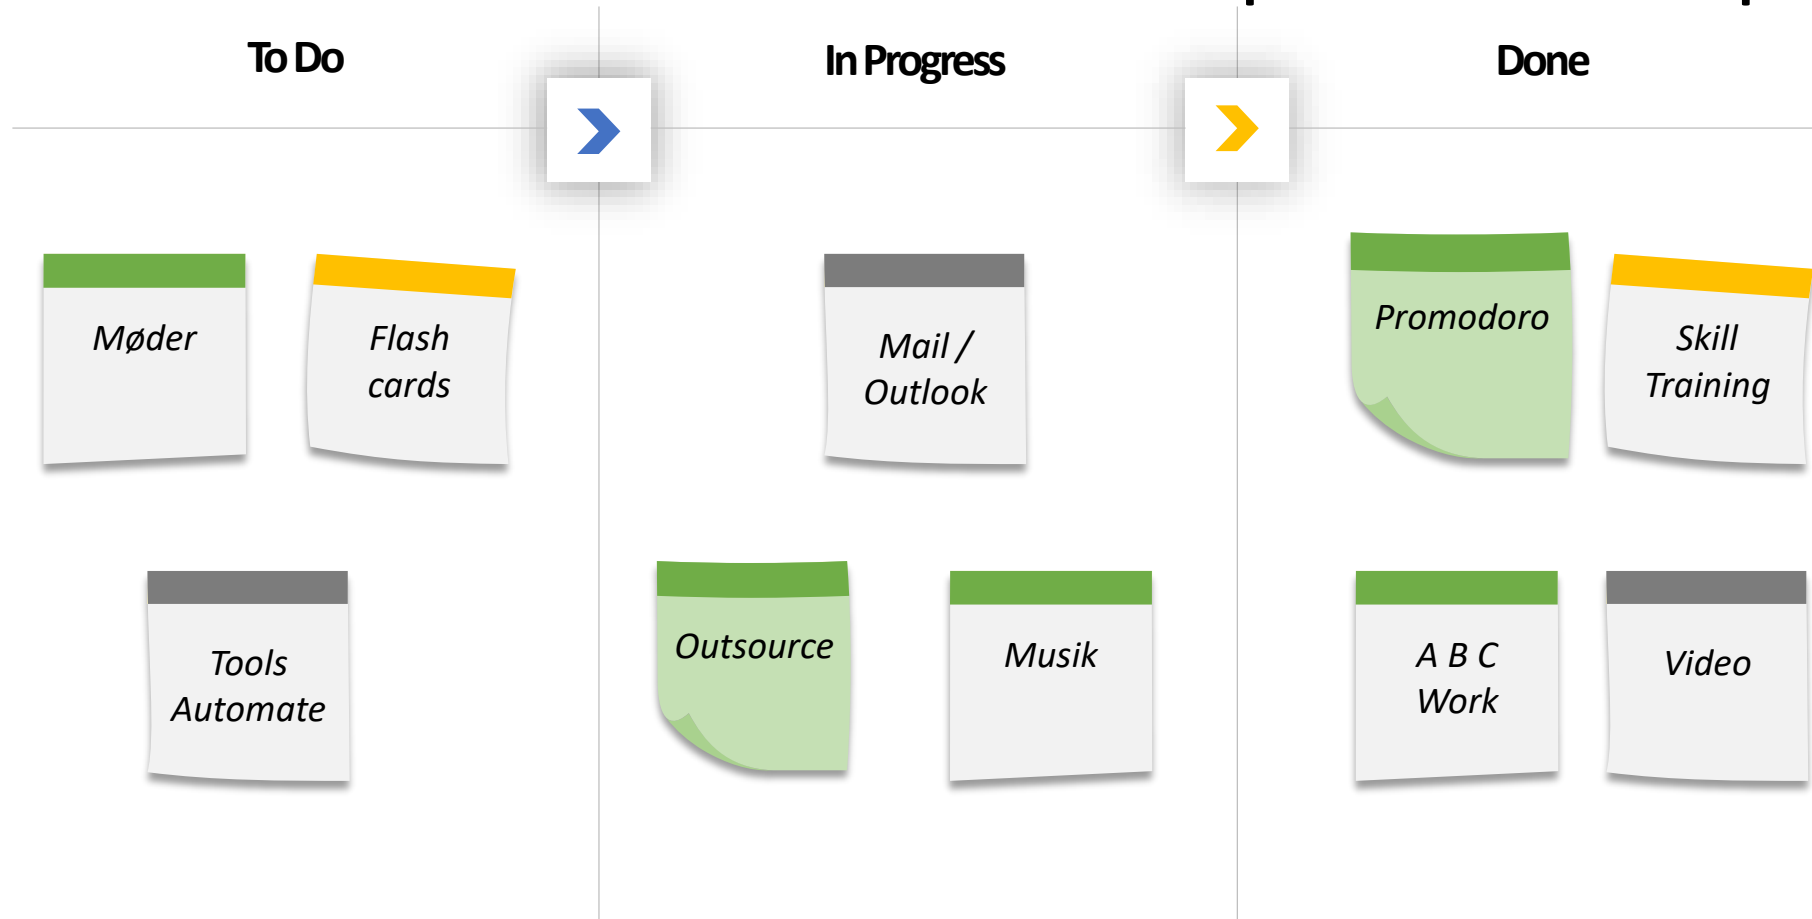 To Do
In Progress
Done
Møder
Flash
cards
Tools
Automate
Mail /
Outlook
Outsource
Musik
Promodoro
Skill
Training
A B C
Work
Video